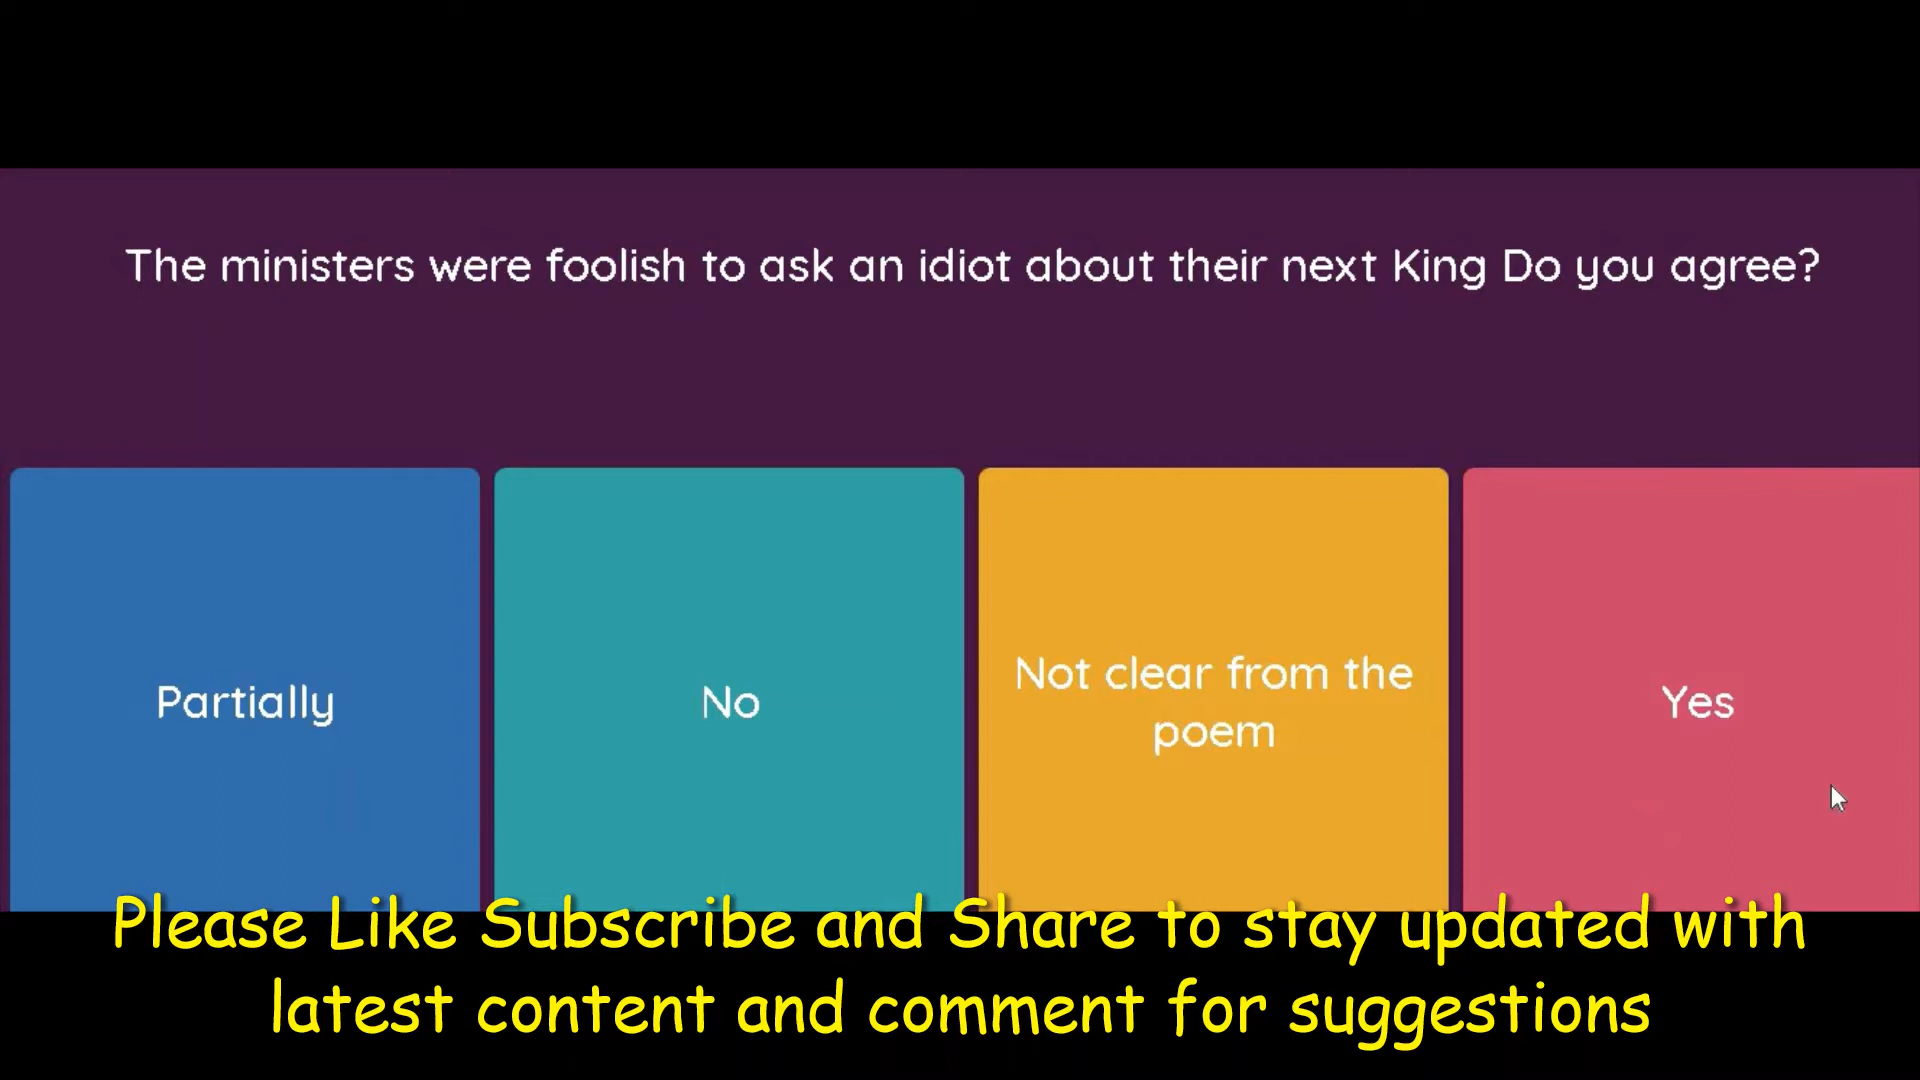 The ministers were foolish to ask an idiot about their next King Do you agree?
Partially
No
Not clear from the
poem
Yes
Please Like Subscribe and Share to stay updated with
latest content and comment for suggestions